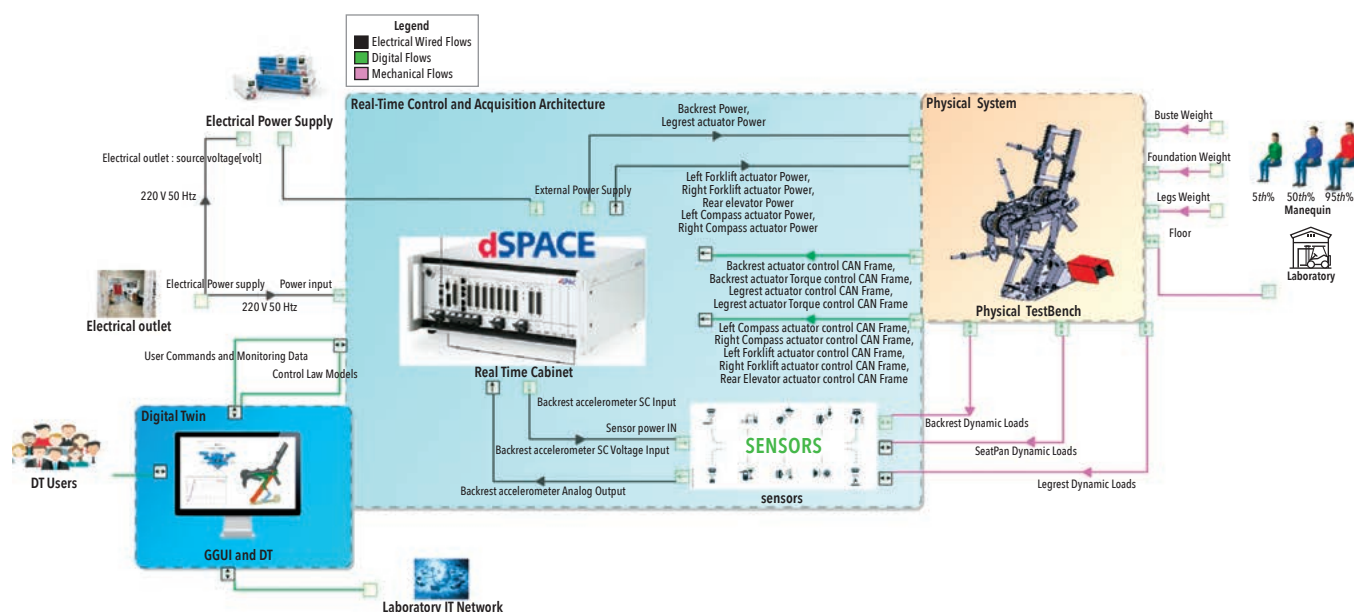 Legend
Electrical Wired Flows
Digital Flows
Mechanical Flows
Real-Time Control and Acquisition Architecture
Physical System
Electrical Power Supply
Electrical outlet : source voltage[volt]
220 V 50 Hz
Electrical Power supply
Power input
220 V 50 Hz
Electrical outlet
External Power Supply
Backrest Power,
Legrest actuator Power
Left Forklift actuator Power,
Right Forklift actuator Power,
Rear elevator Power
Left Compass actuator Power,
Right Compass actuator Power
dSPACE
Real Time Cabinet
Backrest actuator control CAN Frame,
Backrest actuator Torque control CAN Frame,
Legrest actuator control CAN Frame,
Legrest actuator Torque control CAN Frame
Left Compass actuator control CAN Frame,
Right Compass actuator control CAN Frame,
Left Forklift actuator control CAN Frame,
Right Forklift actuator control CAN Frame,
Rear Elevator actuator control CAN Frame
Physical TestBench
Buste Weight
Foundation Weight
Legs Weight
Floor
5th%
50th%
95th%
Manequin
Laboratory
User Commands and Monitoring Data
Control Law Models
Backrest accelerometer SC Input
Sensor power IN
Backrest accelerometer SC Voltage Input
Backrest accelerometer Analog Output
SENSORS
sensors
Backrest Dynamic Loads
SeatPan Dynamic Loads
Legrest Dynamic Loads
Digital Twin
DT Users
GGUI and DT
Laboratory IT Network